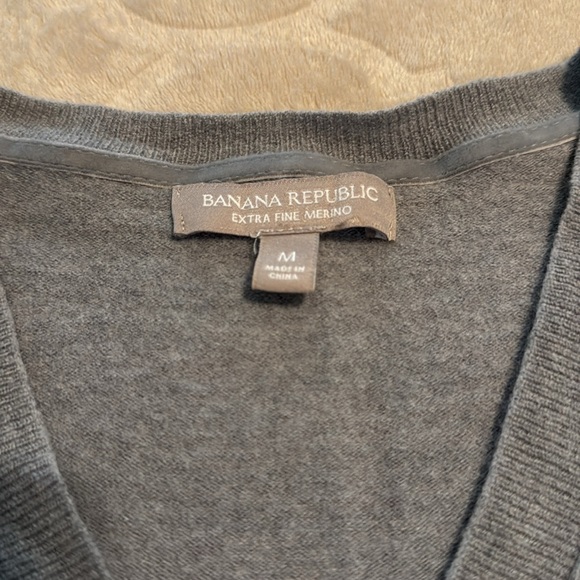 BANANA REPUBLIC
EXTRA FINE MERINO
M
MADE IN
CHINA